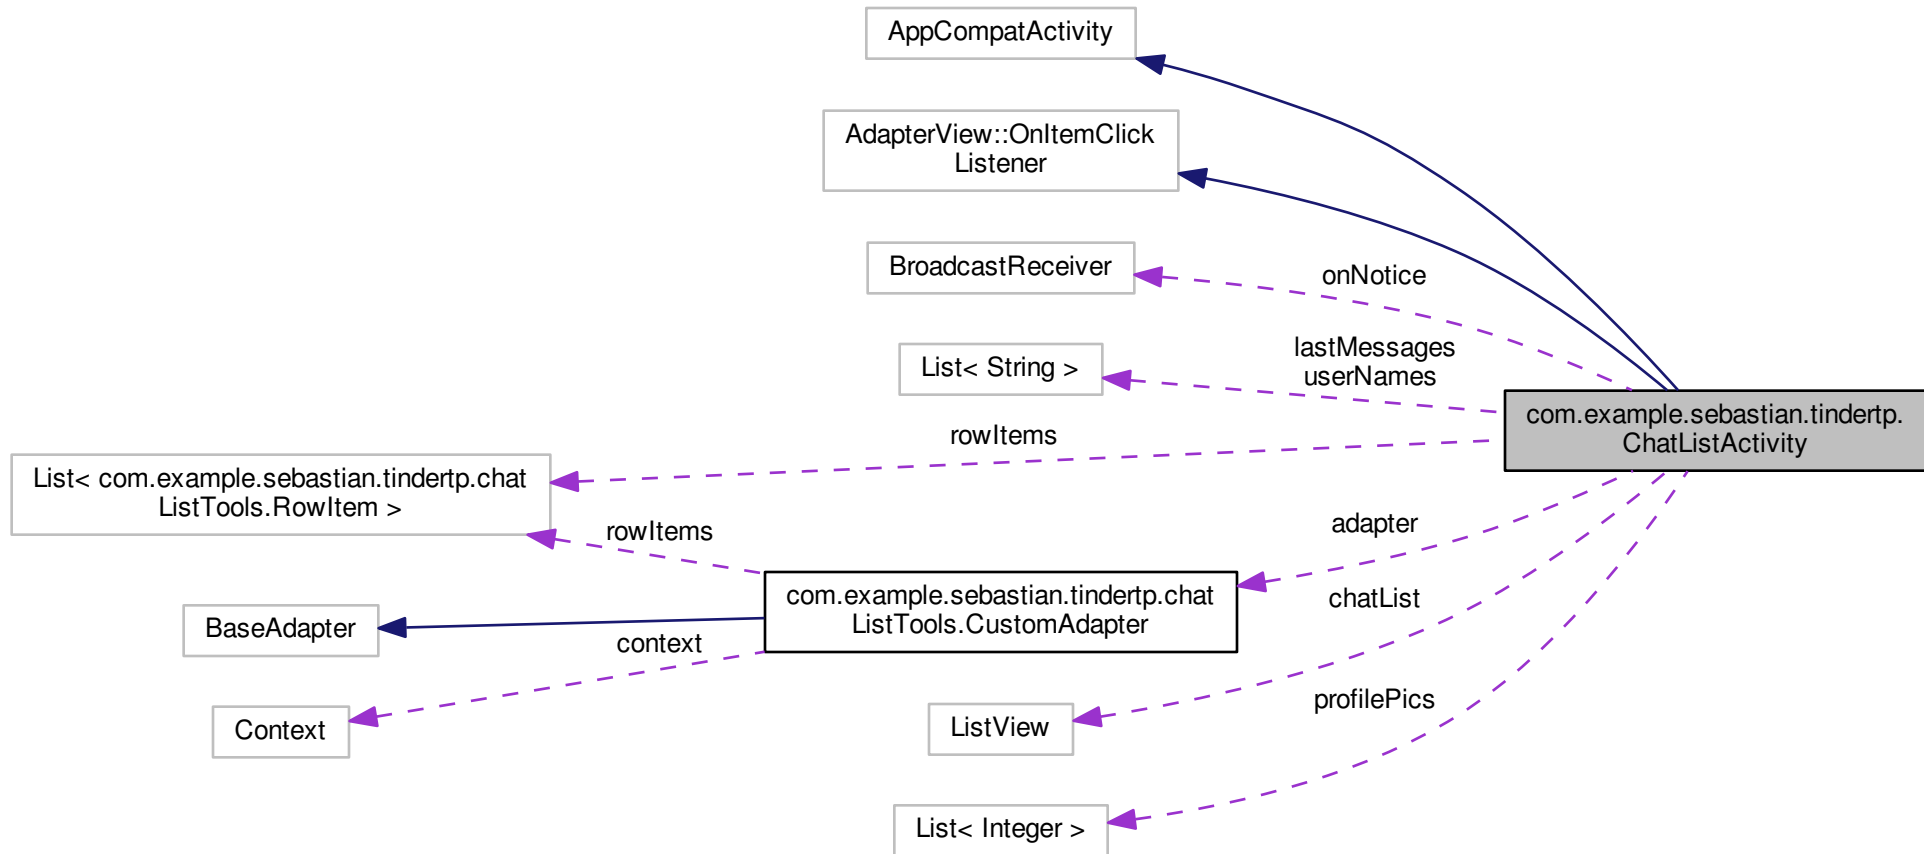 AppCompatActivity
AdapterView::OnItemClick
Listener
BroadcastReceiver
onNotice
List< String >
lastMessages
userNames
com.example.sebastian.tindertp.
ChatListActivity
rowItems
List< com.example.sebastian.tindertp.chat
ListTools.RowItem >
rowItems
adapter
com.example.sebastian.tindertp.chat
ListTools.CustomAdapter
chatList
BaseAdapter
context
Context
ListView
profilePics
List< Integer >